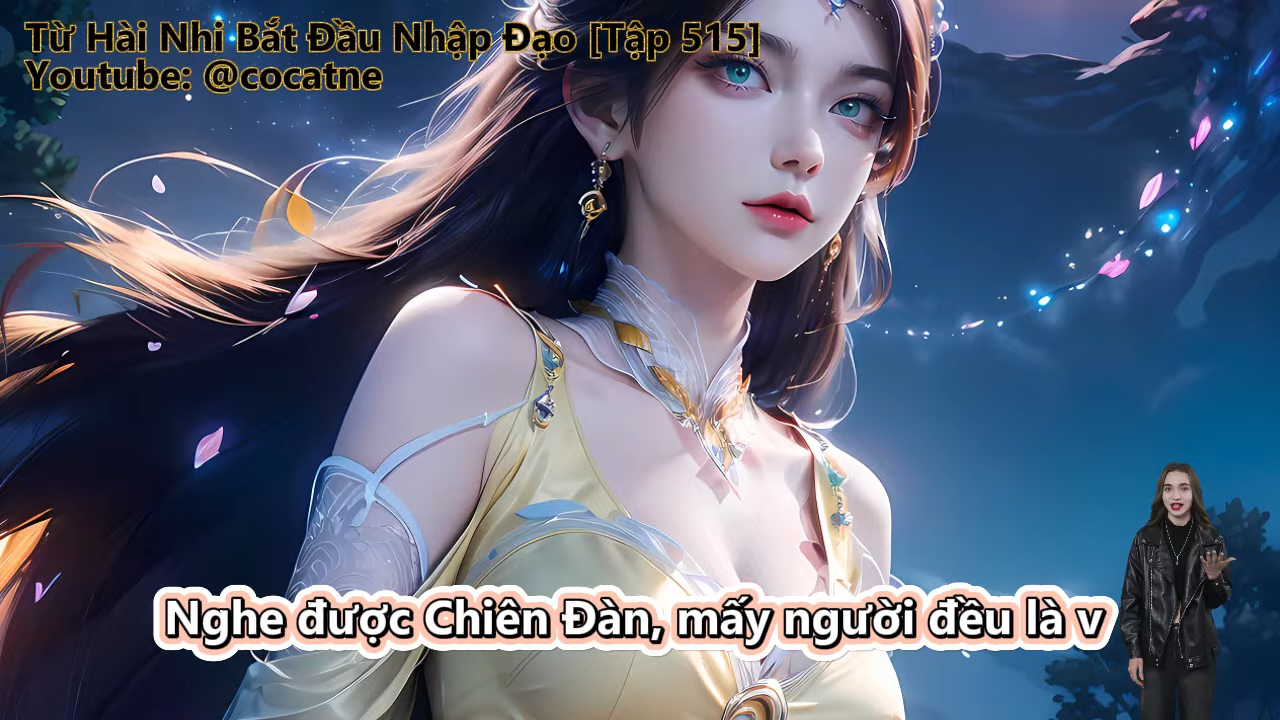 Từ Hài Nhi Bắt Đầu Nhập Đạo [Tập 515]
Youtube: @cocatne
Nghe được Chiên Đàn, mấy người đều là v